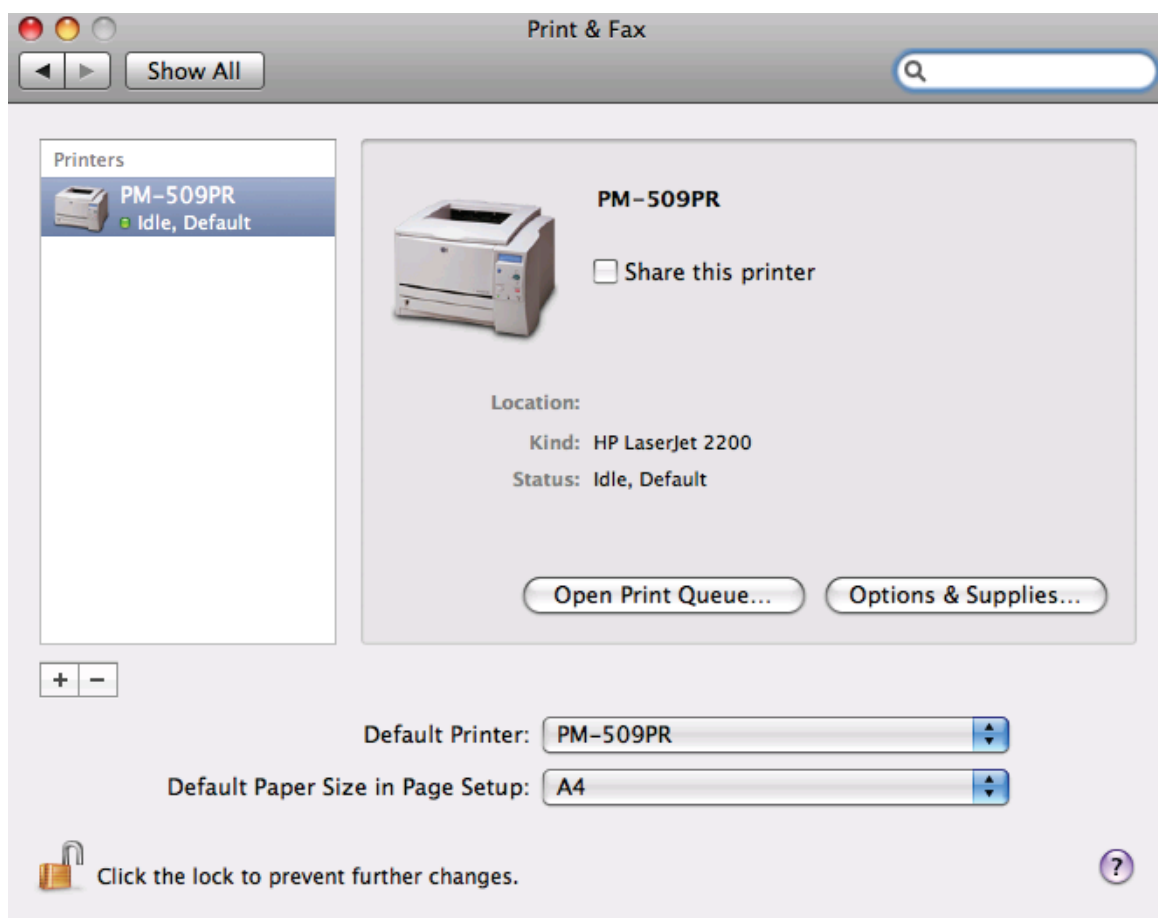 Print & Fax
Show All
Printers
PM-509PR
Idle, Default
PM-509PR
Share this printer
Location:
Kind: HP LaserJet 2200
Status: Idle, Default
Open Print Queue...
Options & Supplies...
+ −
Default Printer: PM-509PR
Default Paper Size in Page Setup: A4
Click the lock to prevent further changes.
?